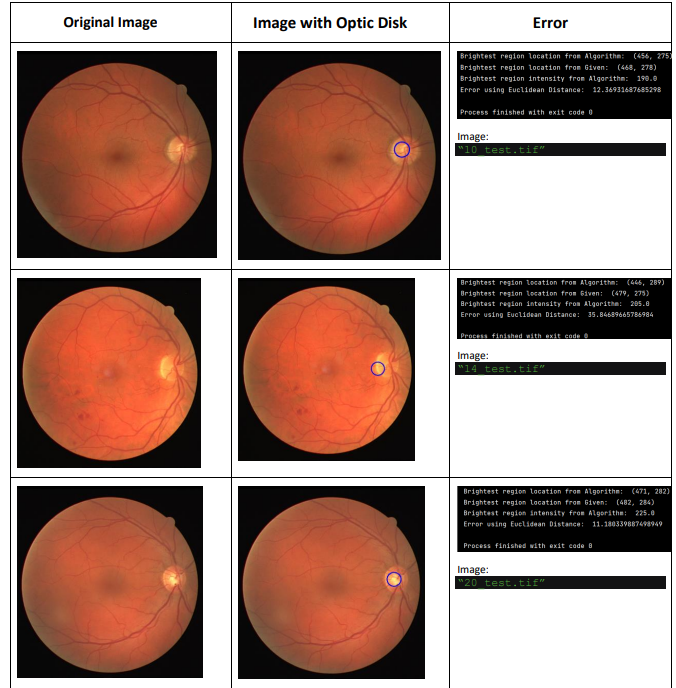 Original Image
Image with Optic Disk
Error
Brightest region location from Algorithm: (456, 275)
Brightest region location from Given: (468, 278)
Brightest region intensity from Algorithm: 190.0
Error using Euclidean Distance: 12.36931687685298
Process finished with exit code 0
Image:
"10_test.tif"
Brightest region location from Algorithm: (446, 289)
Brightest region location from Given: (479, 275)
Brightest region intensity from Algorithm: 205.0
Error using Euclidean Distance: 35.84689665786984
Process finished with exit code 0
Image:
"14_test.tif"
Brightest region location from Algorithm: (471, 282)
Brightest region location from Given: (482, 284)
Brightest region intensity from Algorithm: 225.0
Error using Euclidean Distance: 11.180339887498949
Process finished with exit code 0
Image:
"20_test.tif"